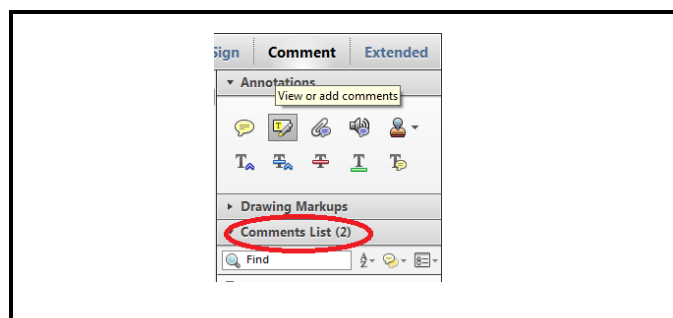 Sign Comment Extended
Annotations
View or add comments
Drawing Markups
Comments List (2)
Find